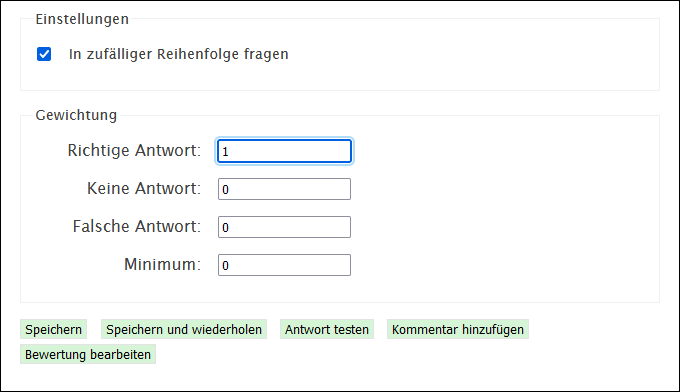 Einstellungen
In zufälliger Reihenfolge fragen
Gewichtung
Richtige Antwort: 1
Keine Antwort: 0
Falsche Antwort: 0
Minimum: 0
Speichern Speichern und wiederholen Antwort testen Kommentar hinzufügen
Bewertung bearbeiten